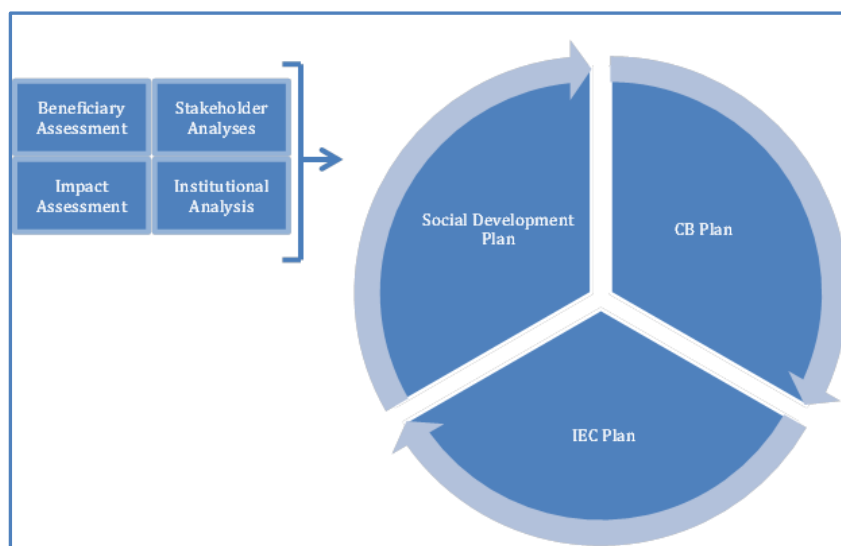 Beneficiary
Assessment
Stakeholder
Analyses
Impact
Assessment
Institutional
Analysis
Social Development
Plan
CB Plan
IEC Plan